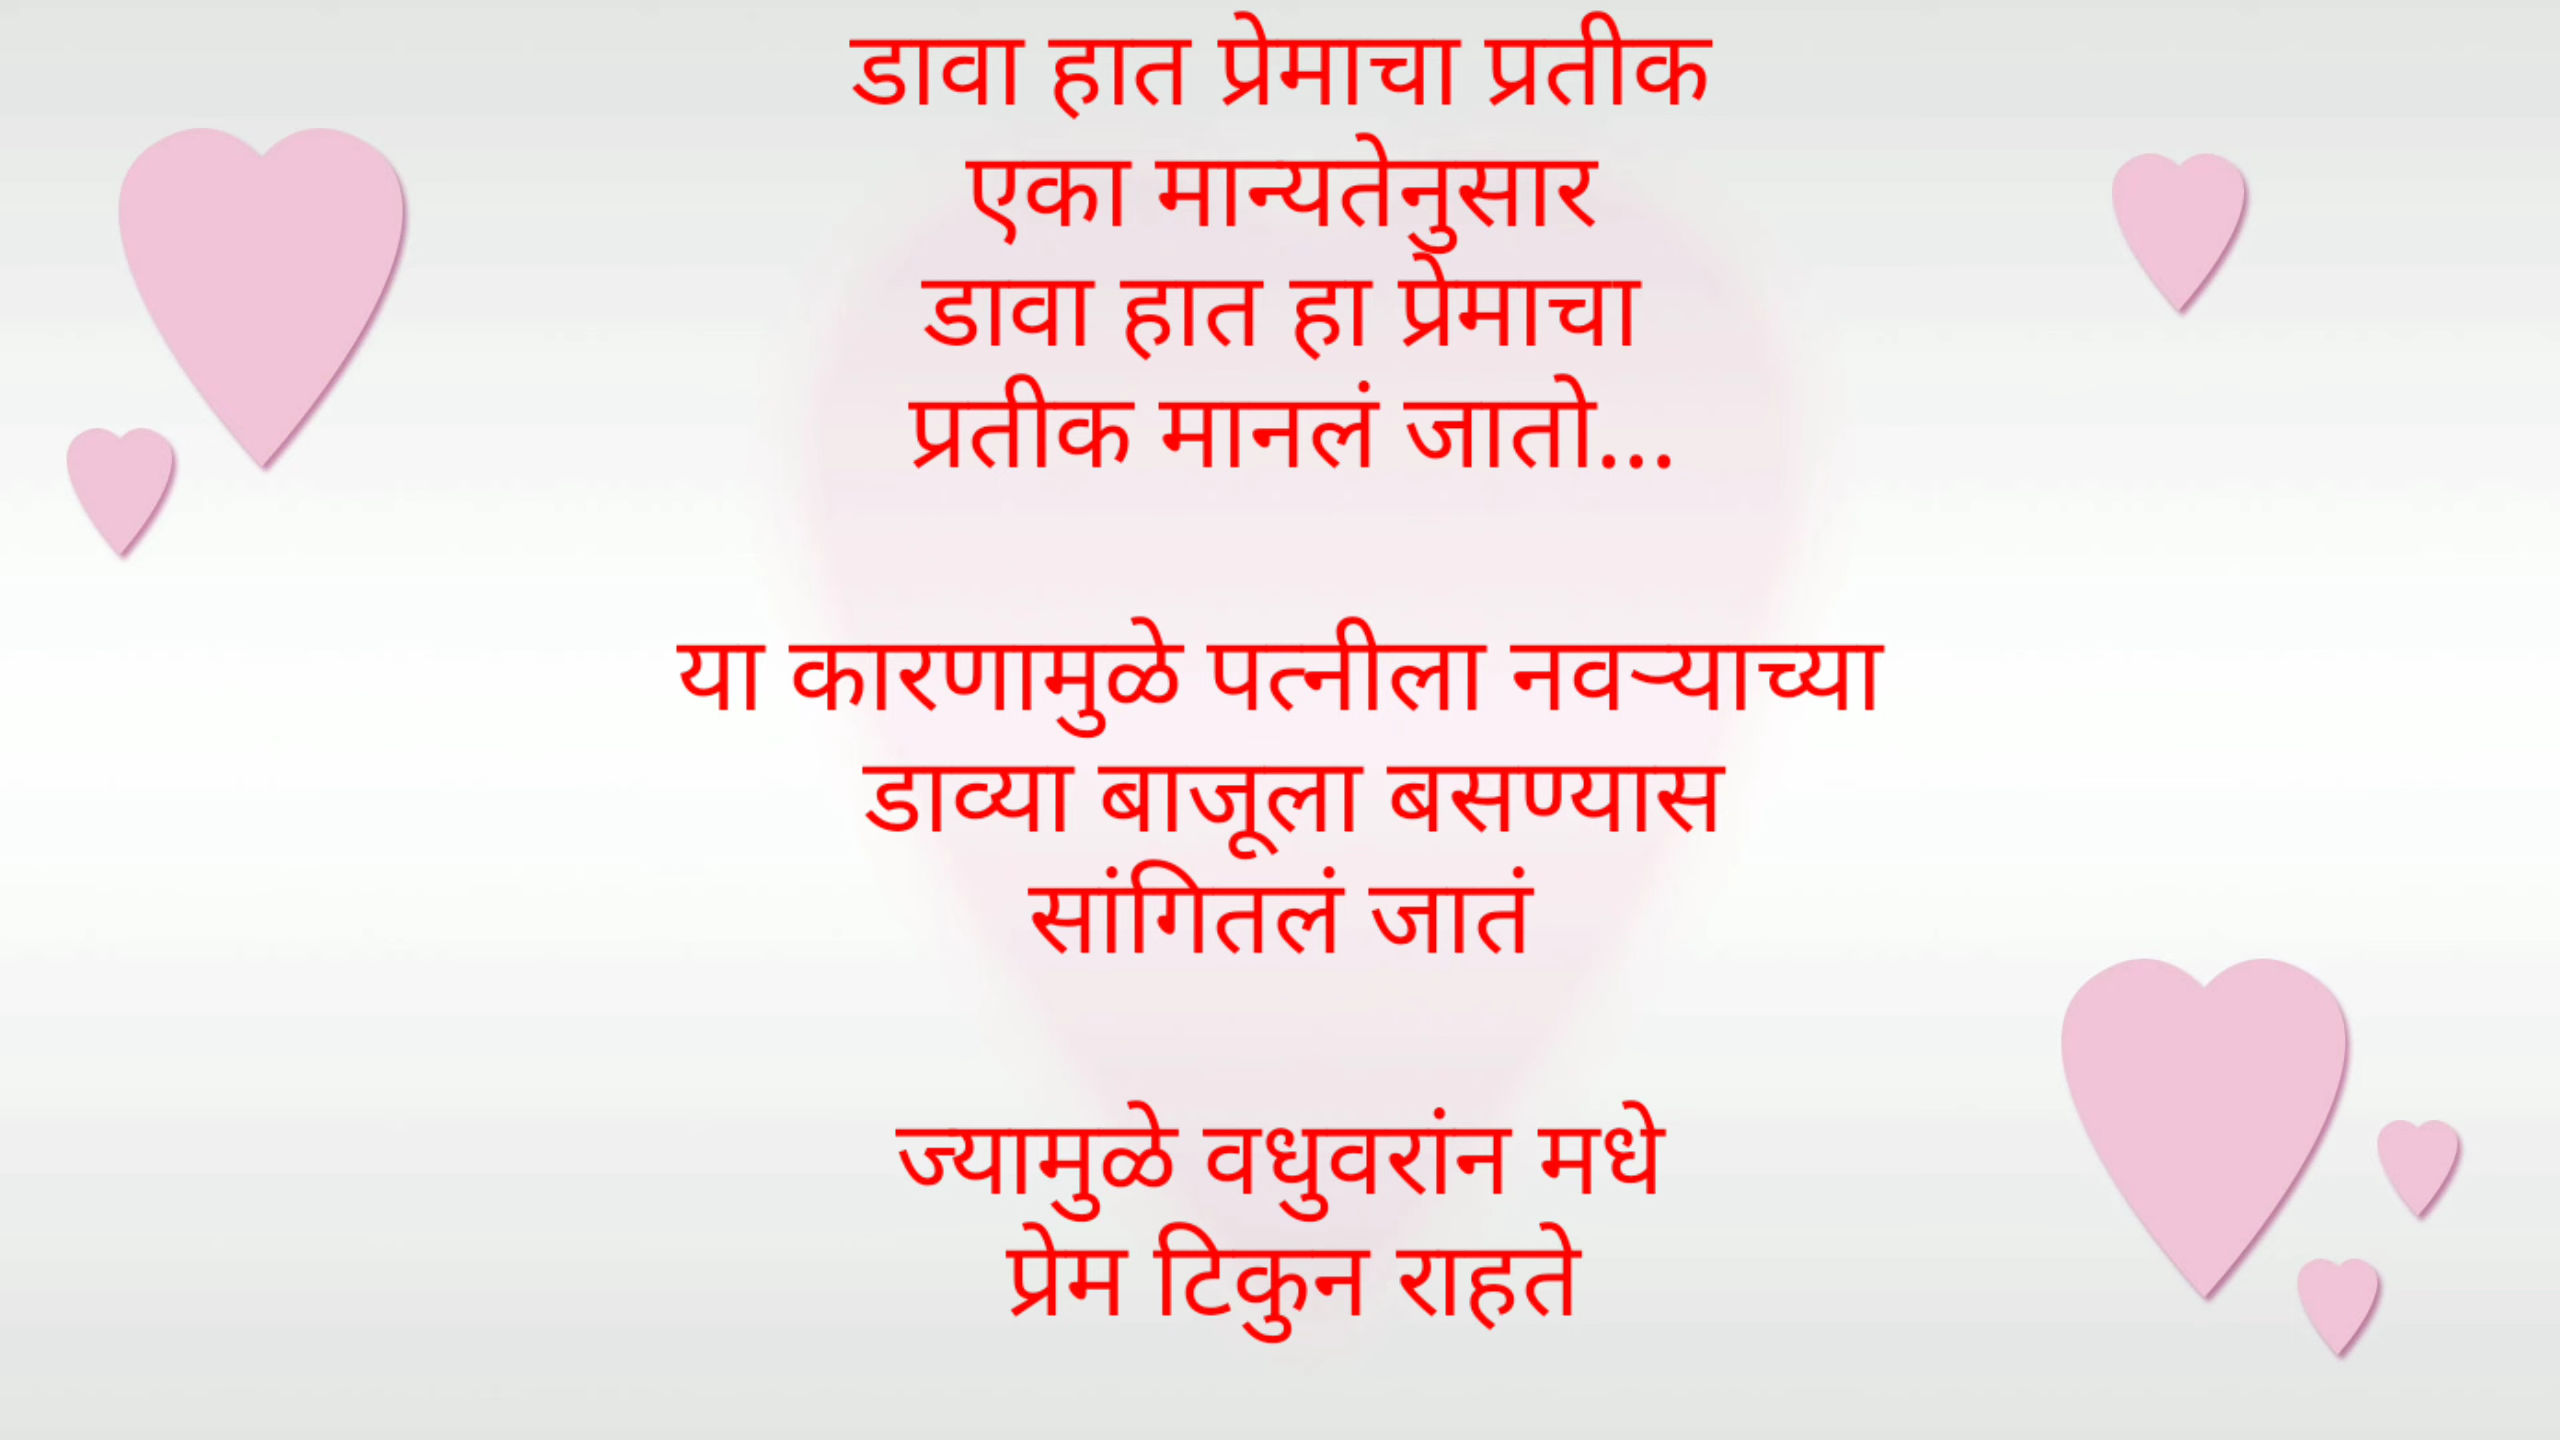 डावा हात प्रेमाचा प्रतीक
एका मान्यतेनुसार
डावा हात हा प्रेमाचा
प्रतीक मानलं जातो...
या कारणामुळे पत्नीला नवऱ्याच्या
डाव्या बाजूला बसण्यास
सांगितलं जातं
ज्यामुळे वधुवरांन मधे
प्रेम टिकुन राहते